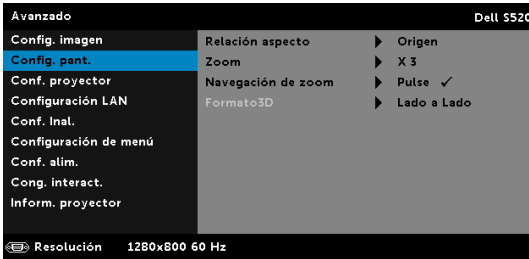 Avanzado Dell S520
Config. imagen Relación aspecto Origen
Config. pant. Zoom X 3
Conf. proyector Navegación de zoom Pulse ✓
Configuración LAN Formato3D Lado a Lado
Conf. Inal.
Configuración de menú
Conf. alim.
Cong. interact.
Inform. proyector
Resolución 1280x800 60 Hz